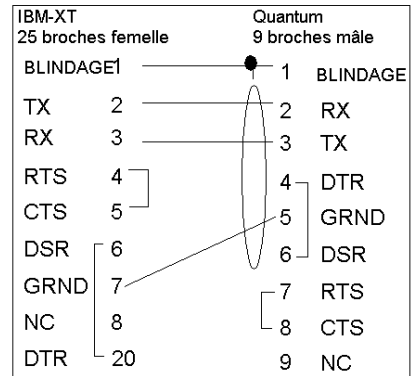 IBM-XT Quantum
25 broches femelle 9 broches mâle
BLINDAGE 1 1 BLINDAGE
TX 2 2 RX
RX 3 3 TX
RTS 4 4 DTR
CTS 5 5 GRND
DSR 6 6 DSR
GRND 7 7 RTS
NC 8 8 CTS
DTR 20 9 NC